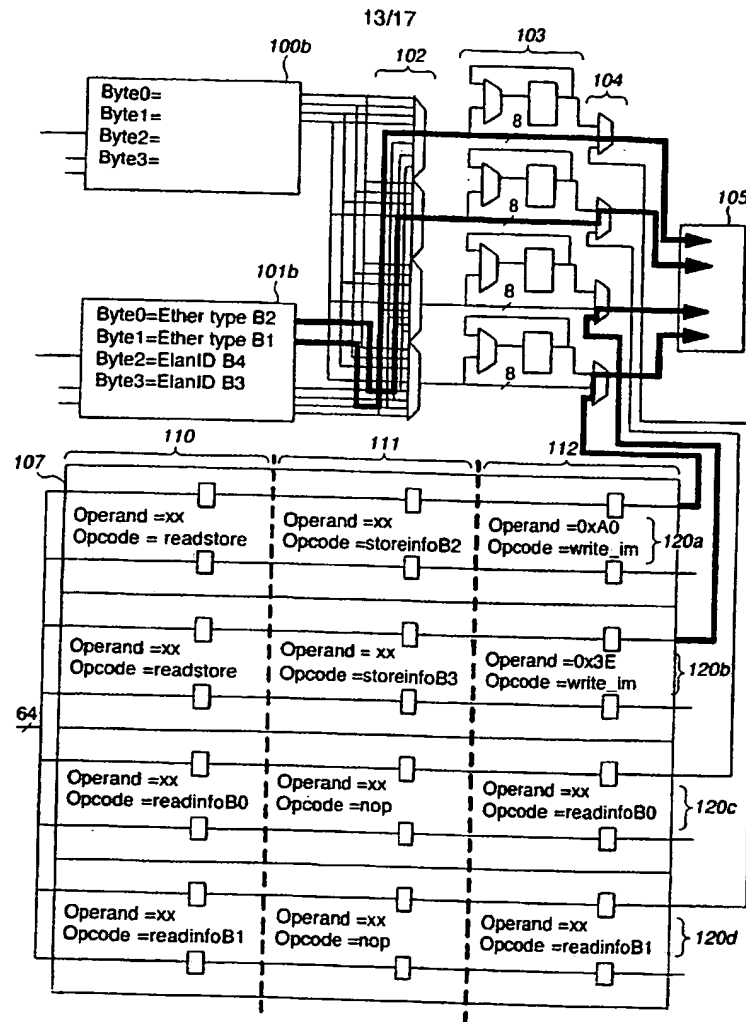 13/17
100b
102
103
104
Byte0=
Byte1=
Byte2=
Byte3=
8
105
8
101b
Byte0=Ether type B2
Byte1=Ether type B1
Byte2=ElanID B4
Byte3=ElanID B3
8
8
110
111
112
107
Operand =xx
Opcode = readstore
Operand =xx
Opcode =storeinfoB2
Operand =0xA0
Opcode =write_im
120a
Operand =xx
Opcode =readstore
Operand = xx
Opcode =storeinfoB3
Operand =0x3E
Opcode =write_im
120b
64
Operand =xx
Opcode =readinfoB0
Operand =xx
Opcode =nop
Operand =xx
Opcode =readinfoB0
120c
Operand =xx
Opcode =readinfoB1
Operand =xx
Opcode =nop
Operand =xx
Opcode =readinfoB1
120d